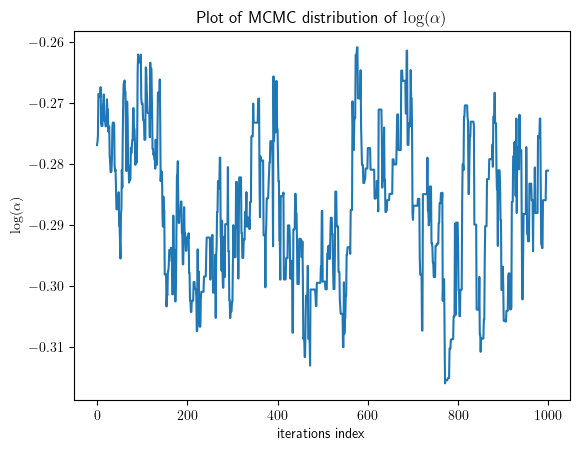 Plot of MCMC distribution of log(α)
−0.26
−0.27
−0.28
−0.29
−0.30
−0.31
log(α)
0 200 400 600 800 1000
iterations index